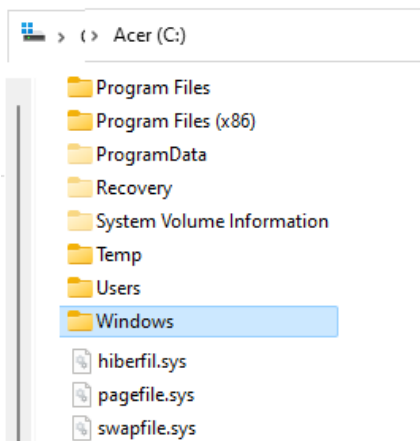 Acer (C:)
Program Files
Program Files (x86)
ProgramData
Recovery
System Volume Information
Temp
Users
Windows
hiberfil.sys
pagefile.sys
swapfile.sys